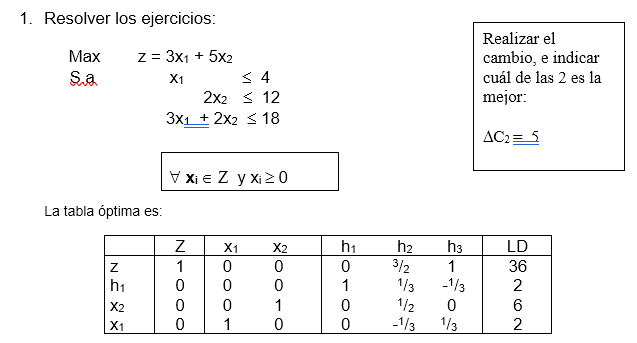 1. Resolver los ejercicios:
Max z = 3x₁ + 5x₂
S.a x₁ ≤ 4
2x₂ ≤ 12
3x₁ + 2x₂ ≤ 18
∀ xᵢ ∈ Z y xᵢ ≥ 0
Realizar el
cambio, e indicar
cuál de las 2 es la
mejor:
ΔC₂ = 5
La tabla óptima es:
Z x₁ x₂ h₁ h₂ h₃ LD
z 1 0 0 0 ³/₂ 1 36
h₁ 0 0 0 1 ¹/₃ -¹/₃ 2
x₂ 0 0 1 0 ¹/₂ 0 6
x₁ 0 1 0 0 -¹/₃ ¹/₃ 2